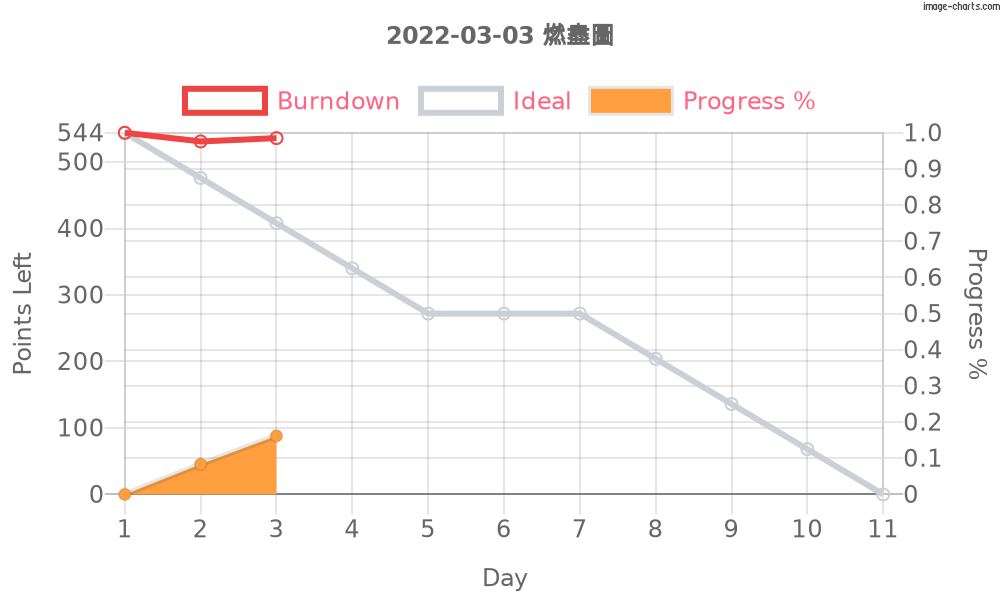 image-charts.com
2022-03-03 燃盡圖
Burndown Ideal Progress %
544 1.0
500 0.9
0.8
400 0.7
0.6
300 0.5
0.4
200 0.3
0.2
100 0.1
0 0
Points Left
Progress %
1 2 3 4 5 6 7 8 9 10 11
Day